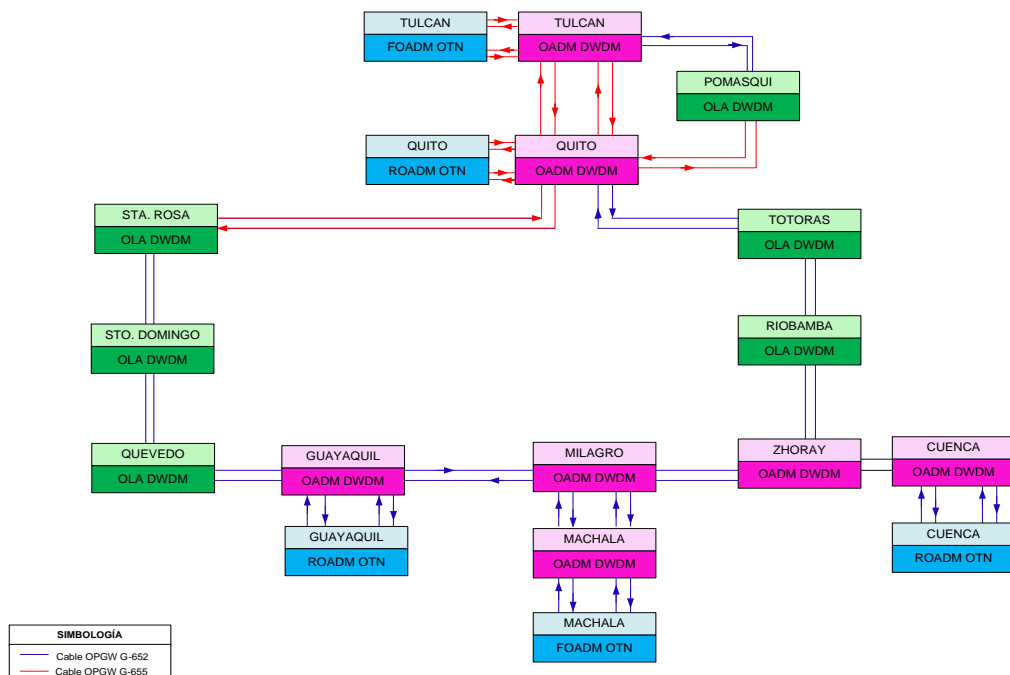 TULCAN
FOADM OTN
TULCAN
OADM DWDM
POMASQUI
OLA DWDM
QUITO
ROADM OTN
QUITO
OADM DWDM
STA. ROSA
OLA DWDM
TOTORAS
OLA DWDM
STO. DOMINGO
OLA DWDM
RIOBAMBA
OLA DWDM
QUEVEDO
OLA DWDM
GUAYAQUIL
OADM DWDM
MILAGRO
OADM DWDM
ZHORAY
OADM DWDM
CUENCA
OADM DWDM
GUAYAQUIL
ROADM OTN
MACHALA
OADM DWDM
CUENCA
ROADM OTN
MACHALA
FOADM OTN
SIMBOLOGÍA
Cable OPGW G-652
Cable OPGW G-655